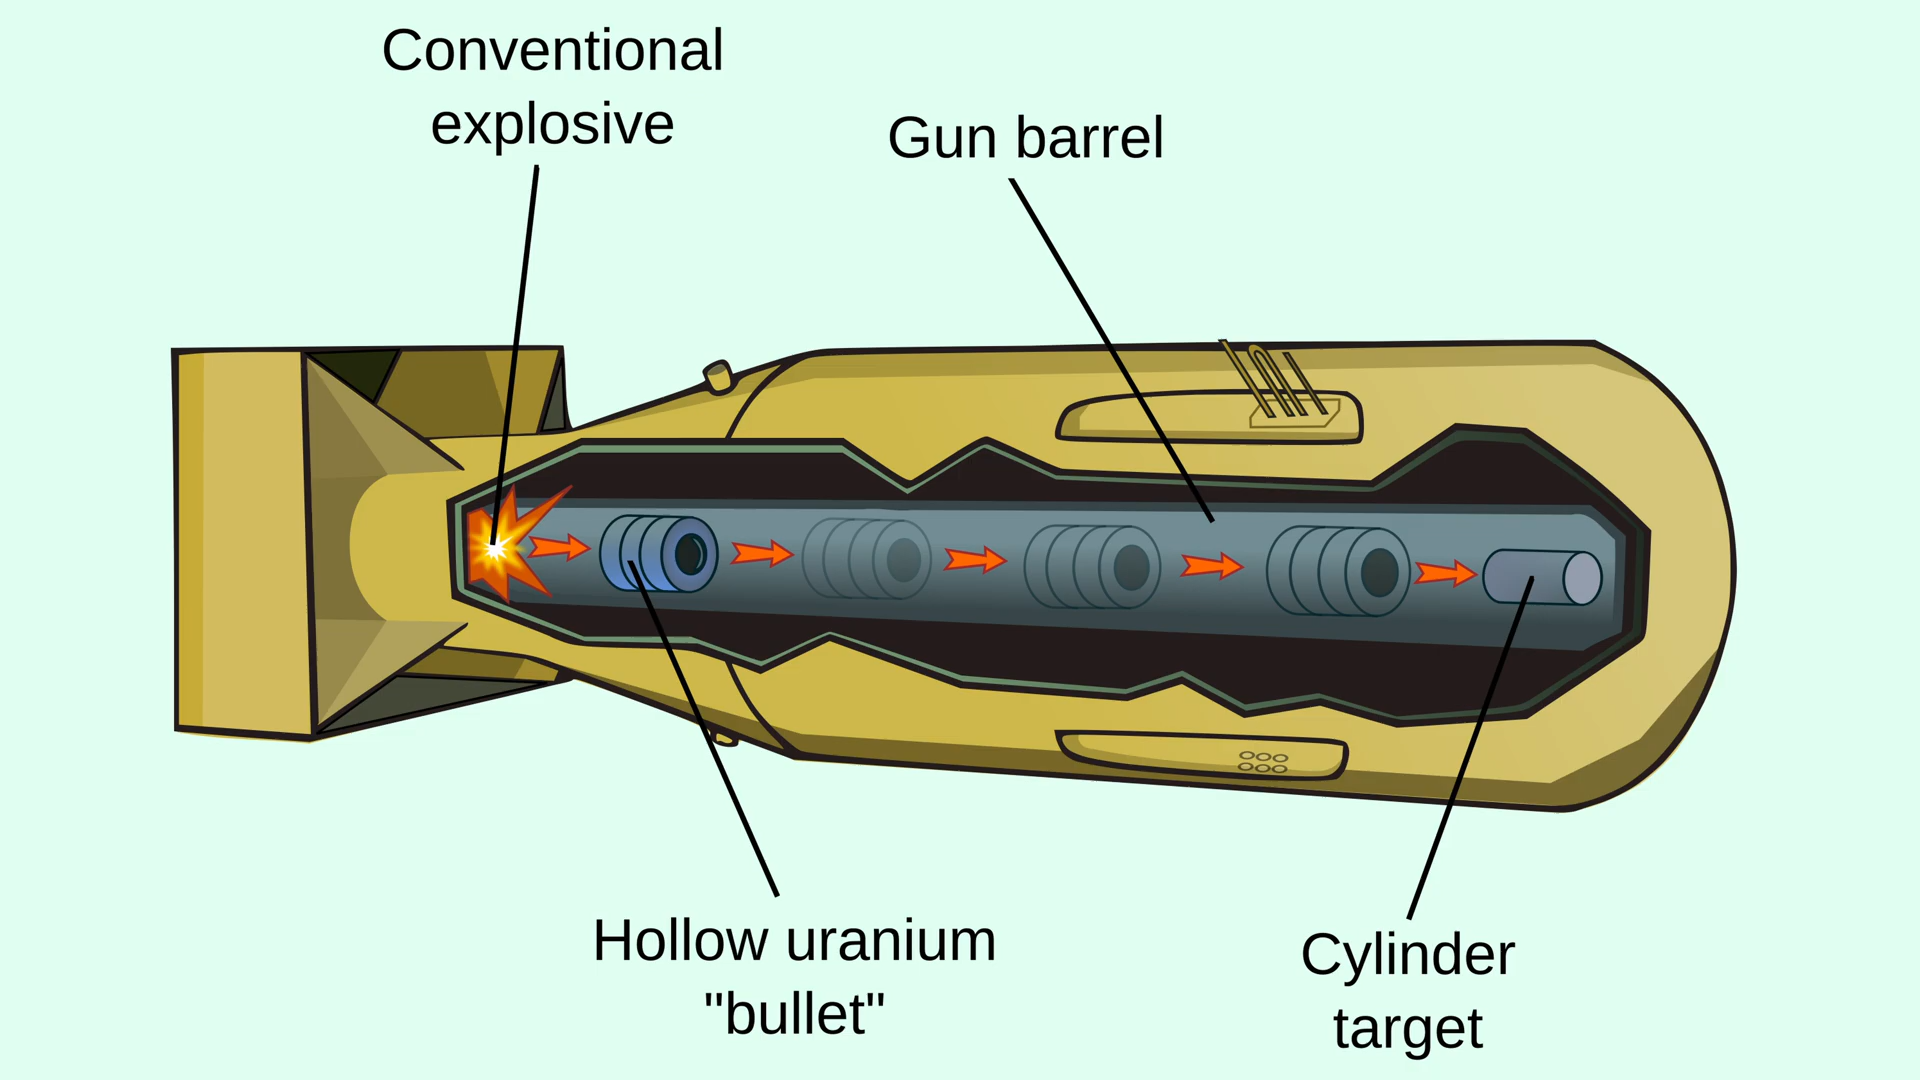 Conventional
explosive
Gun barrel
Hollow uranium
"bullet"
Cylinder
target